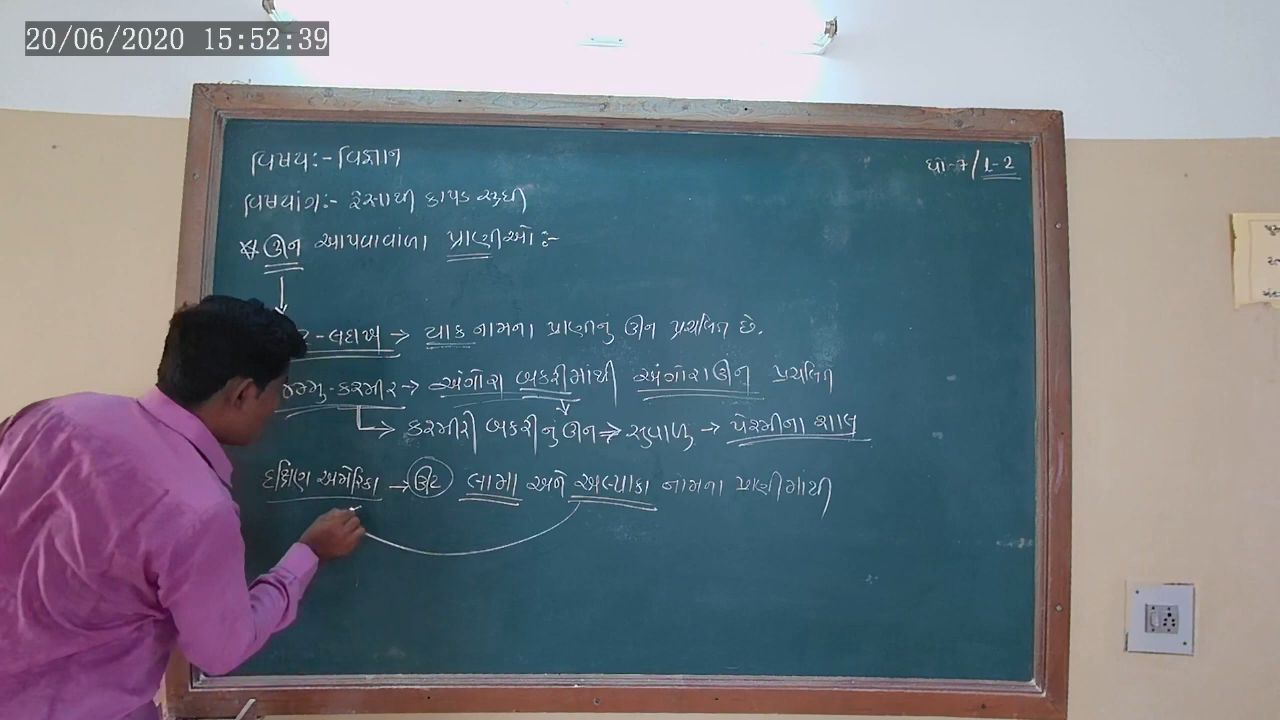 20/06/2020 15:52:39
વિષય:- વિજ્ઞાન
ધો-7/1-2
વિષયાંગ:- રેસાથી કાપડ સુધી
* ઊન આપવાવાળા પ્રાણીઓ:-
-લદાખ → યાક નામના પ્રાણીનું ઊન પ્રચલિત છે.
જમ્મુ-કશ્મીર → અંગોરા બકરીમાંથી અંગોરાઊન પ્રચલિત
→ કશ્મીરી બકરીનું ઊન → સુવાળુ → પેશ્મીના શાલ
દક્ષિણ અમેરિકા → ઊંટ લામા અને અલ્પાકા નામના પ્રાણીમાંથી